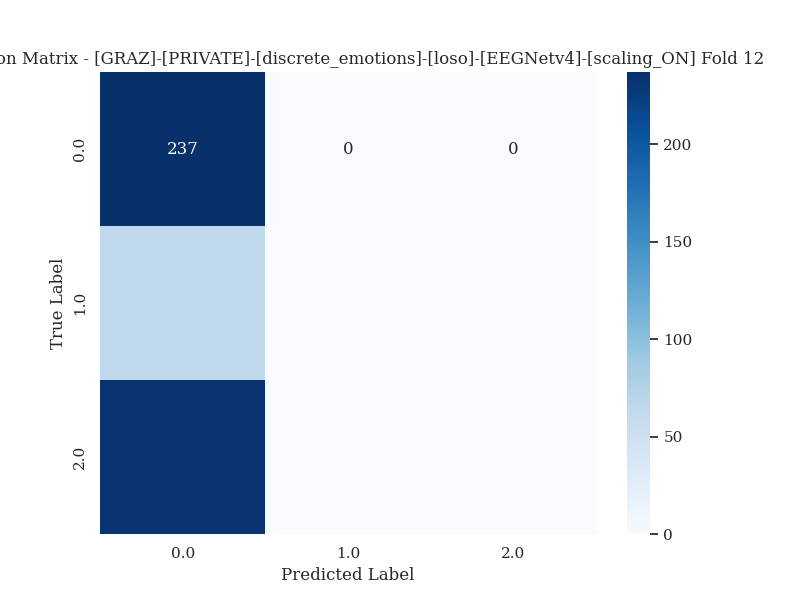 on Matrix - [GRAZ]-[PRIVATE]-[discrete_emotions]-[loso]-[EEGNetv4]-[scaling_ON] Fold 12
237 0 0
0.0
1.0
2.0
True Label
0.0 1.0 2.0
Predicted Label
200
150
100
50
0